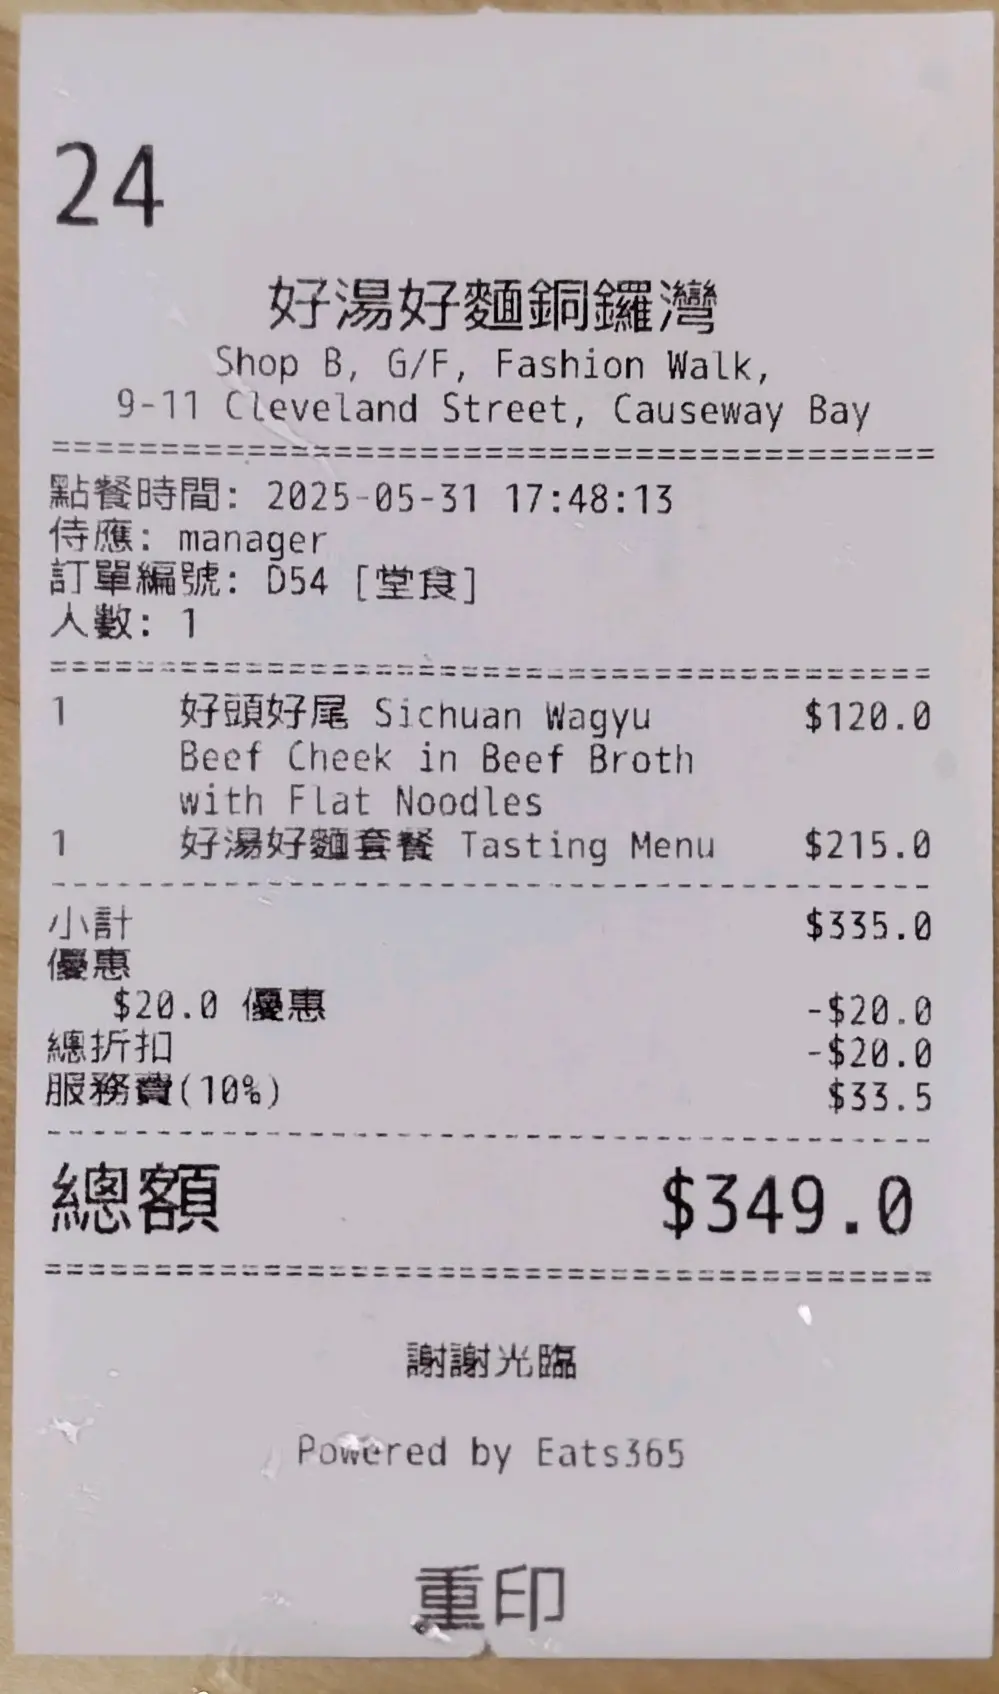 24
好湯好麵銅鑼灣
Shop B, G/F, Fashion Walk,
9-11 Cleveland Street, Causeway Bay
========================================
點餐時間: 2025-05-31 17:48:13
侍應: manager
訂單編號: D54 [堂食]
人數: 1
========================================
1 好頭好尾 Sichuan Wagyu $120.0
Beef Cheek in Beef Broth
with Flat Noodles
1 好湯好麵套餐 Tasting Menu $215.0
----------------------------------------
小計 $335.0
優惠
$20.0 優惠 -$20.0
總折扣 -$20.0
服務費(10%) $33.5
----------------------------------------
總額 $349.0
========================================
謝謝光臨
Powered by Eats365
重印